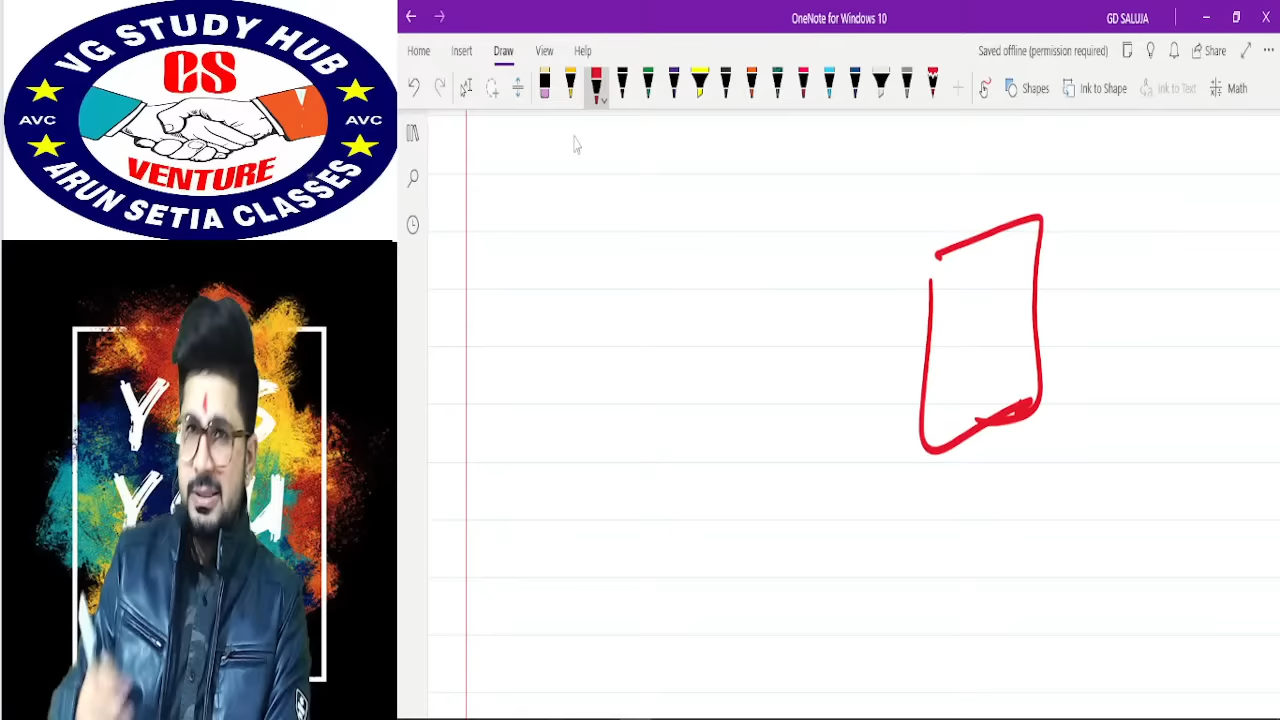 VG STUDY HUB
CS
AVC
AVC
VENTURE
ARUN SETIA CLASSES
OneNote for Windows 10
GD SALUJA
Home
Insert
Draw
View
Help
Saved offline (permission required)
Share
Shapes
Ink to Shape
Ink to Text
Math